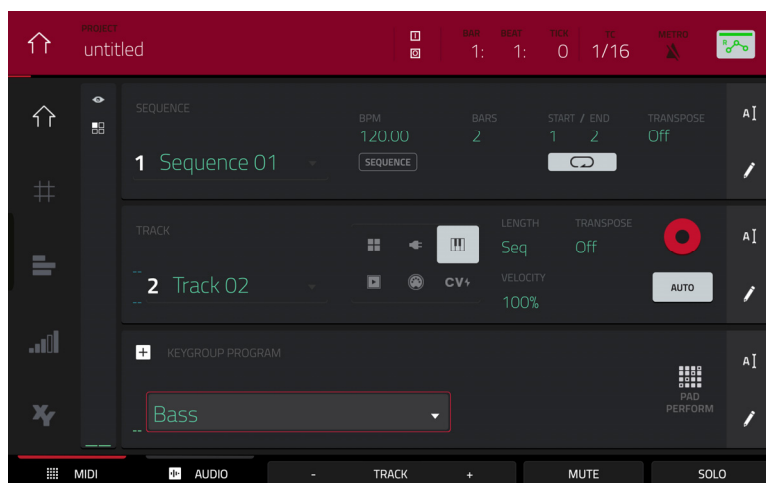 PROJECT
untitled
BAR BEAT TICK TC METRO
1: 1: 0 1/16
R
SEQUENCE
BPM BARS START / END TRANSPOSE
120.00 2 1 2 Off
1 Sequence 01
SEQUENCE
TRACK
LENGTH TRANSPOSE
Seq Off
2 Track 02
CV
VELOCITY
100%
AUTO
KEYGROUP PROGRAM
Bass
PAD
PERFORM
XY
MIDI AUDIO - TRACK + MUTE SOLO